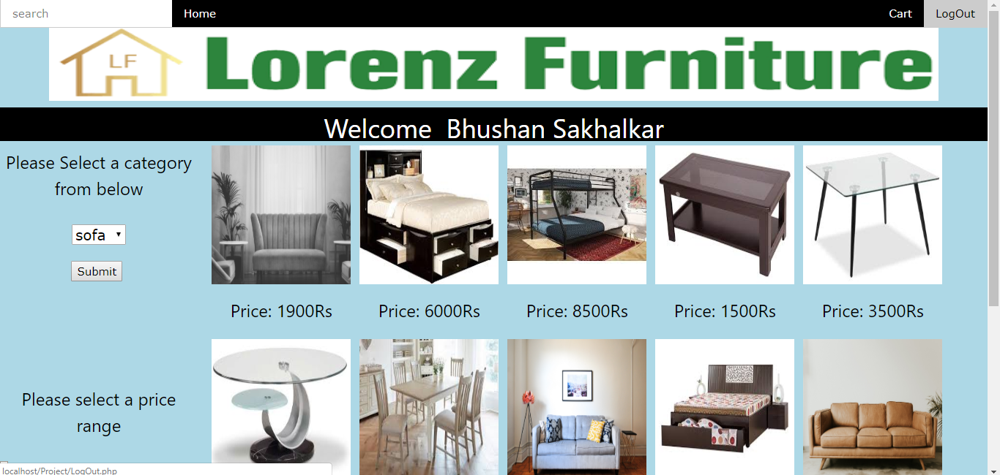 search
Home
Cart
LogOut
LF
Lorenz Furniture
Welcome  Bhushan Sakhalkar
Please Select a category
from below
sofa
Submit
Price: 1900Rs
Price: 6000Rs
Price: 8500Rs
Price: 1500Rs
Price: 3500Rs
Please select a price
range
localhost/Project/LogOut.php